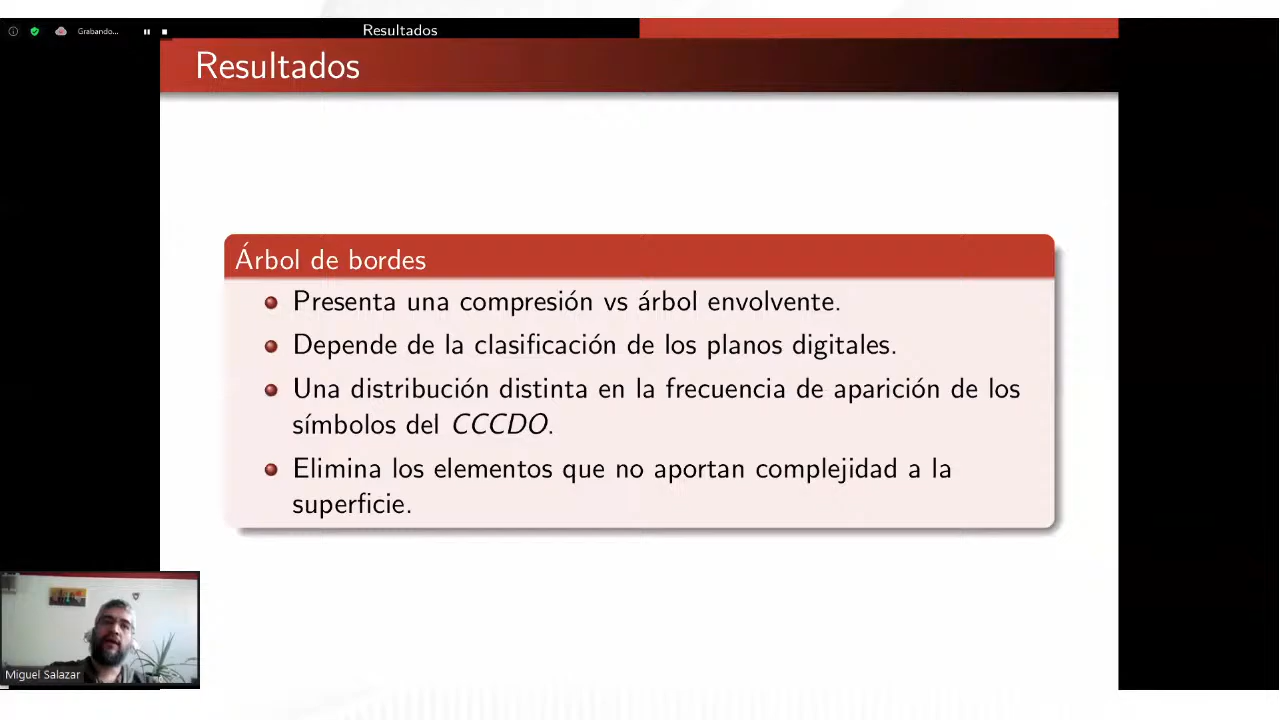 Grabando...
Resultados
Resultados
Árbol de bordes
Presenta una compresión vs árbol envolvente.
Depende de la clasificación de los planos digitales.
Una distribución distinta en la frecuencia de aparición de los
símbolos del CCCDO.
Elimina los elementos que no aportan complejidad a la
superficie.
Miguel Salazar